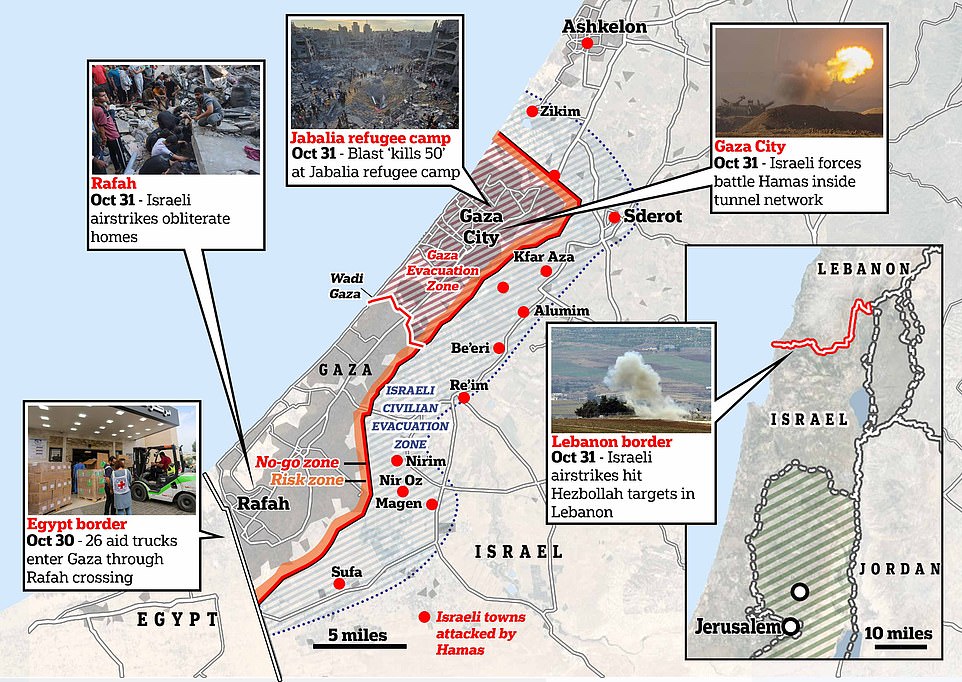 Ashkelon
Zikim
Jabalia refugee camp
Oct 31 - Blast ‘kills 50’
at Jabalia refugee camp
Gaza City
Oct 31 - Israeli forces
battle Hamas inside
tunnel network
Rafah
Oct 31 - Israeli
airstrikes obliterate
homes
Gaza
City
Sderot
Gaza
Evacuation
Zone
Kfar Aza
Wadi
Gaza
Alumim
Be’eri
GAZA
Re’im
ISRAELI
CIVILIAN
EVACUATION
ZONE
No-go zone
Risk zone
Nirim
Nir Oz
Magen
Rafah
Egypt border
Oct 30 - 26 aid trucks
enter Gaza through
Rafah crossing
Sufa
ISRAEL
EGYPT
5 miles
Israeli towns
attacked by
Hamas
LEBANON
ISRAEL
Lebanon border
Oct 31 - Israeli
airstrikes hit
Hezbollah targets in
Lebanon
JORDAN
Jerusalem
10 miles